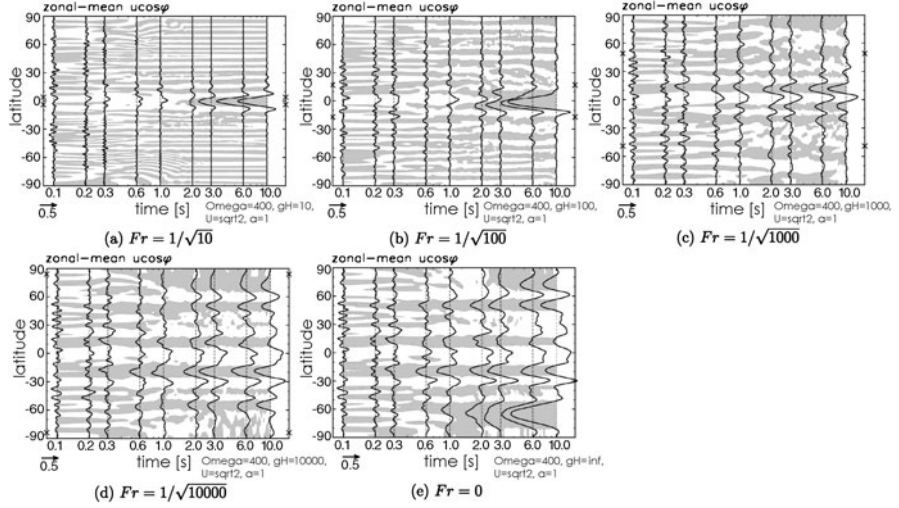 zonal-mean ucosφ
zonal-mean ucosφ
zonal-mean ucosφ
latitude
90
60
30
0
-30
-60
-90
0.1 0.2 0.3 0.6 1.0 2.0 3.0 6.0 10.0
time [s]
0.5
Omega=400, gH=10,
U=sqrt2, a=1
(a) Fr = 1/√10
latitude
90
60
30
0
-30
-60
-90
0.1 0.2 0.3 0.6 1.0 2.0 3.0 6.0 10.0
time [s]
0.5
Omega=400, gH=100,
U=sqrt2, a=1
(b) Fr = 1/√100
latitude
90
60
30
0
-30
-60
-90
0.1 0.2 0.3 0.6 1.0 2.0 3.0 6.0 10.0
time [s]
0.5
Omega=400, gH=1000,
U=sqrt2, a=1
(c) Fr = 1/√1000
zonal-mean ucosφ
zonal-mean ucosφ
latitude
90
60
30
0
-30
-60
-90
0.1 0.2 0.3 0.6 1.0 2.0 3.0 6.0 10.0
time [s]
0.5
Omega=400, gH=10000,
U=sqrt2, a=1
(d) Fr = 1/√10000
latitude
90
60
30
0
-30
-60
-90
0.1 0.2 0.3 0.6 1.0 2.0 3.0 6.0 10.0
time [s]
0.5
Omega=400, gH=inf,
U=sqrt2, a=1
(e) Fr = 0